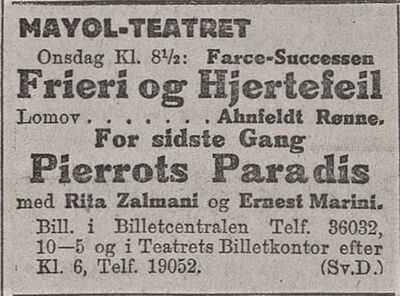 MAYOL-TEATRET
Onsdag Kl. 8½: Farce-Successen
Frieri og Hjertefeil
Lomov . . . . . . . Ahnfeldt Rønne.
For sidste Gang
Pierrots Paradis
med Rita Zalmani og Ernest Marini.
Bill. i Billetcentralen Telf. 36032,
10—5 og i Teatrets Billetkontor efter
Kl. 6, Telf. 19052. (Sv.D.)